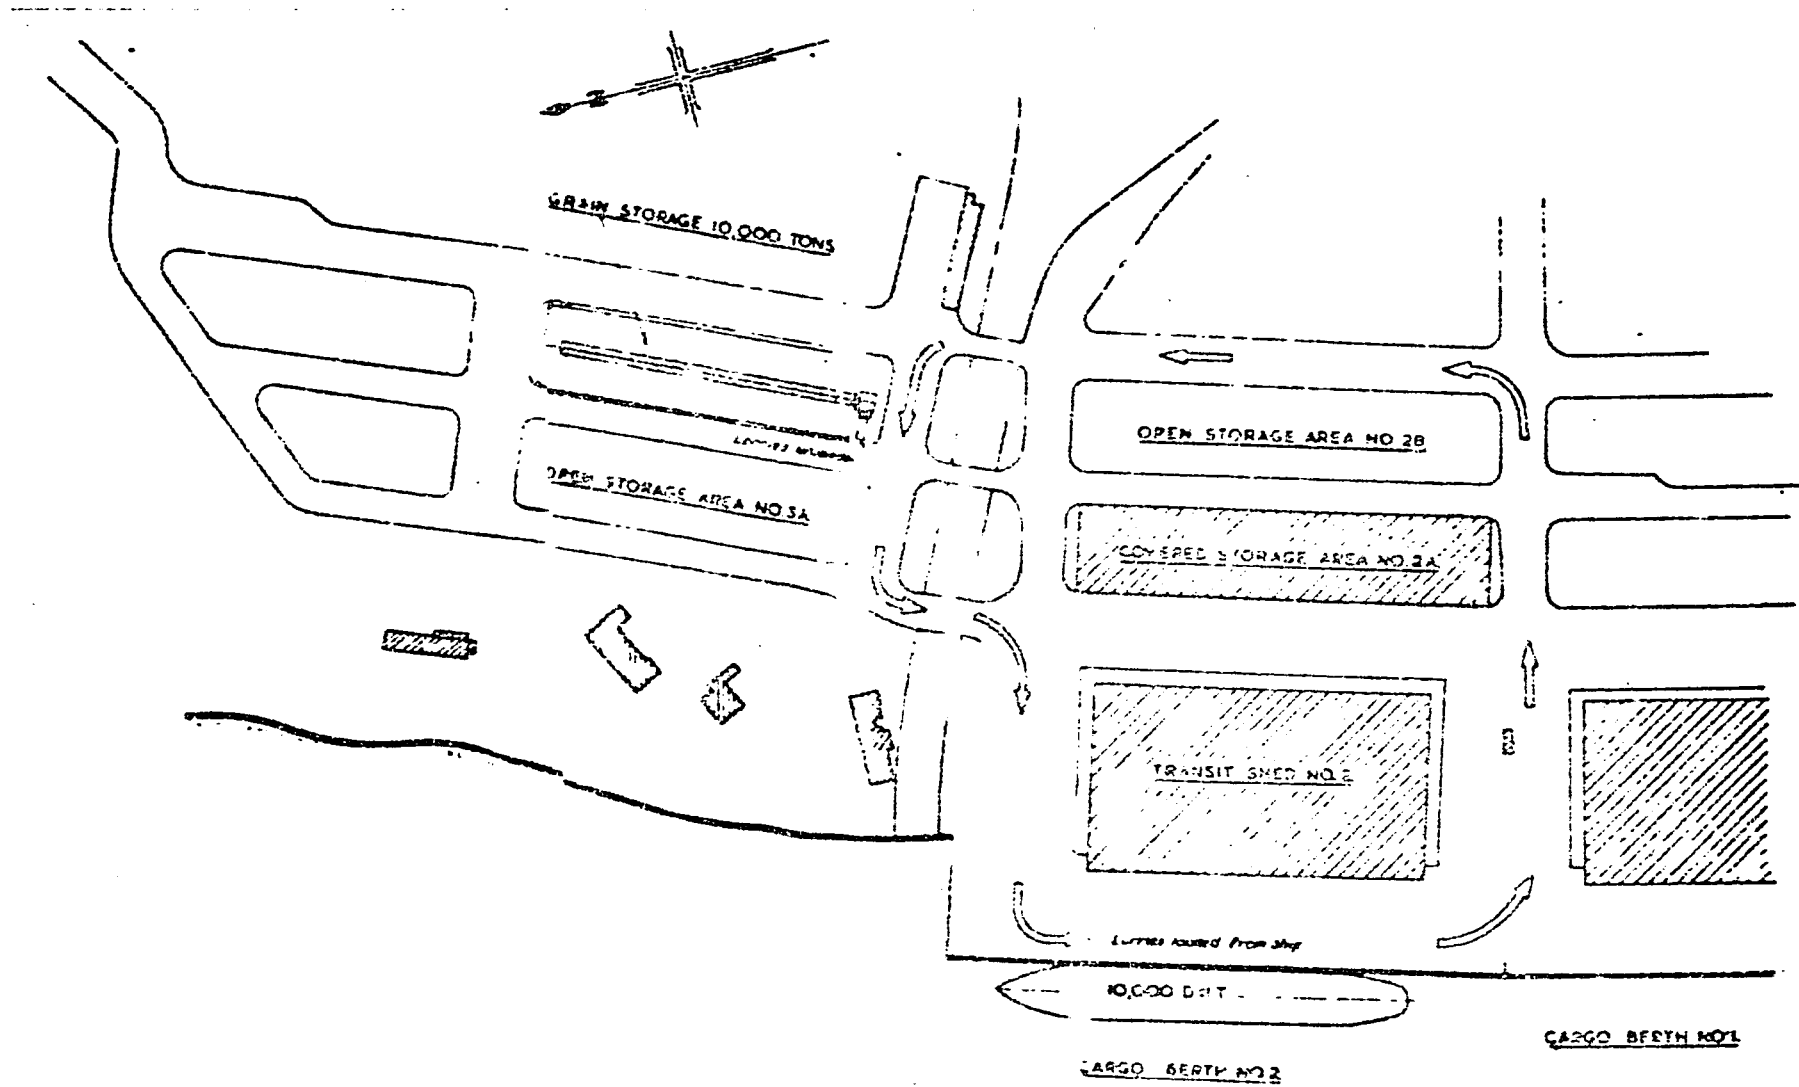 N
GRAIN STORAGE 10,000 TONS
OPEN STORAGE AREA NO 2B
Lorries
OPEN STORAGE AREA NO. 3A
COVERED STORAGE AREA NO. 2A
TRANSIT SHED NO. 2
Lorries loaded from ship
10,000 D.W.T.
CARGO BERTH NO 1
CARGO BERTH NO 2